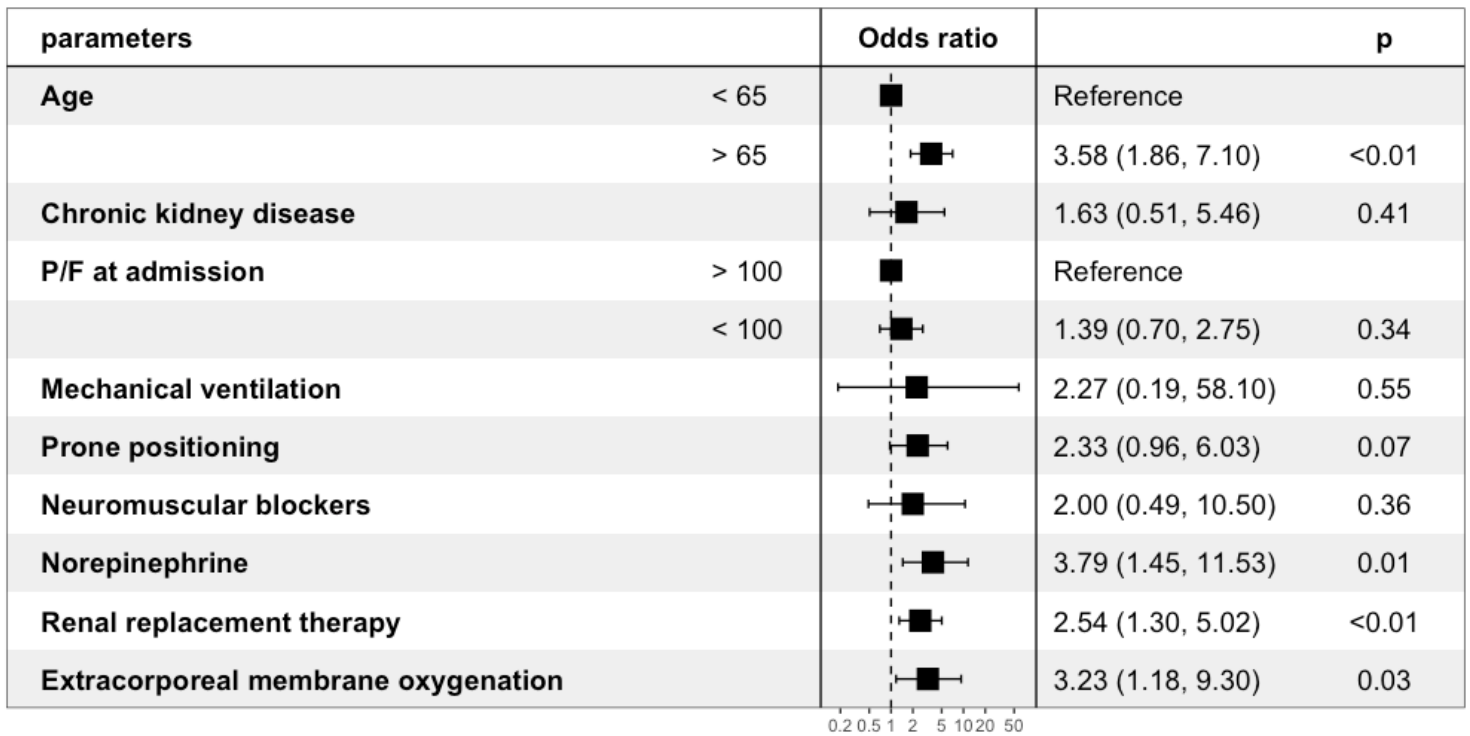 parameters Odds ratio p
Age < 65 Reference
> 65 3.58 (1.86, 7.10) <0.01
Chronic kidney disease 1.63 (0.51, 5.46) 0.41
P/F at admission > 100 Reference
< 100 1.39 (0.70, 2.75) 0.34
Mechanical ventilation 2.27 (0.19, 58.10) 0.55
Prone positioning 2.33 (0.96, 6.03) 0.07
Neuromuscular blockers 2.00 (0.49, 10.50) 0.36
Norepinephrine 3.79 (1.45, 11.53) 0.01
Renal replacement therapy 2.54 (1.30, 5.02) <0.01
Extracorporeal membrane oxygenation 3.23 (1.18, 9.30) 0.03
0.2 0.5 1 2 5 10 20 50